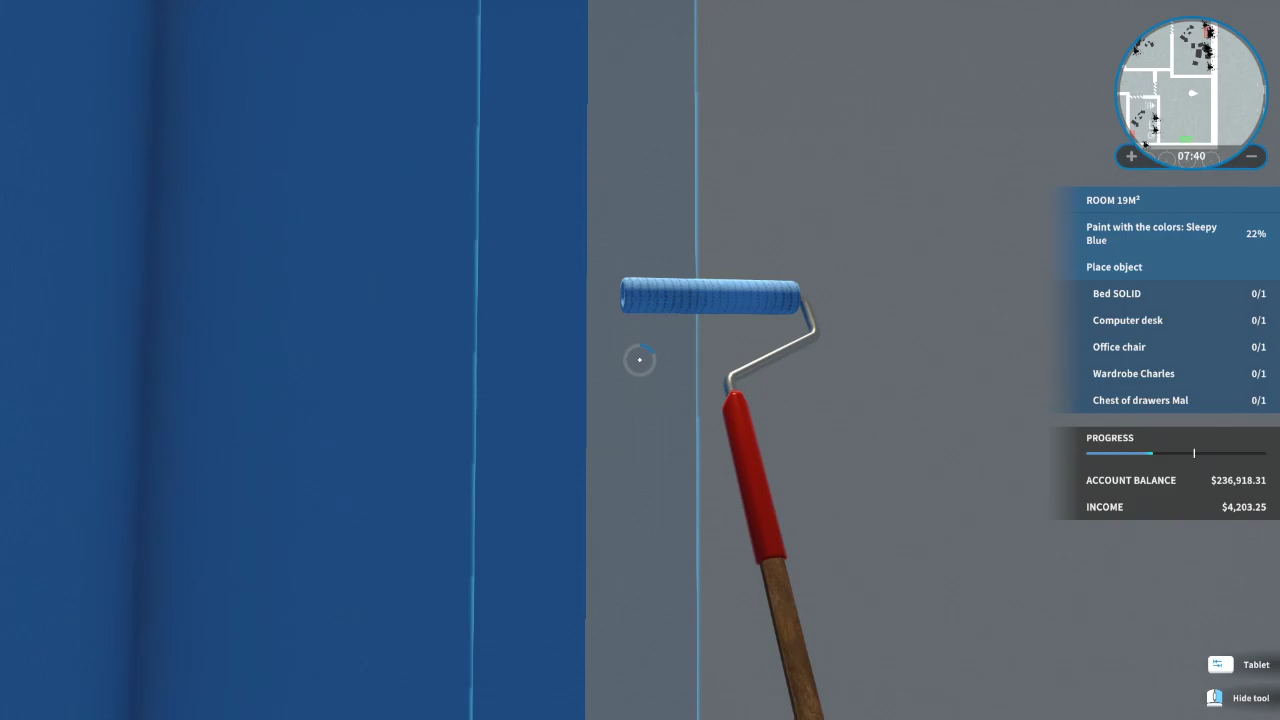 07:40
ROOM 19M²
Paint with the colors: Sleepy
Blue
22%
Place object
Bed SOLID 0/1
Computer desk 0/1
Office chair 0/1
Wardrobe Charles 0/1
Chest of drawers Mal 0/1
PROGRESS
ACCOUNT BALANCE $236,918.31
INCOME $4,203.25
Tablet
Hide tool